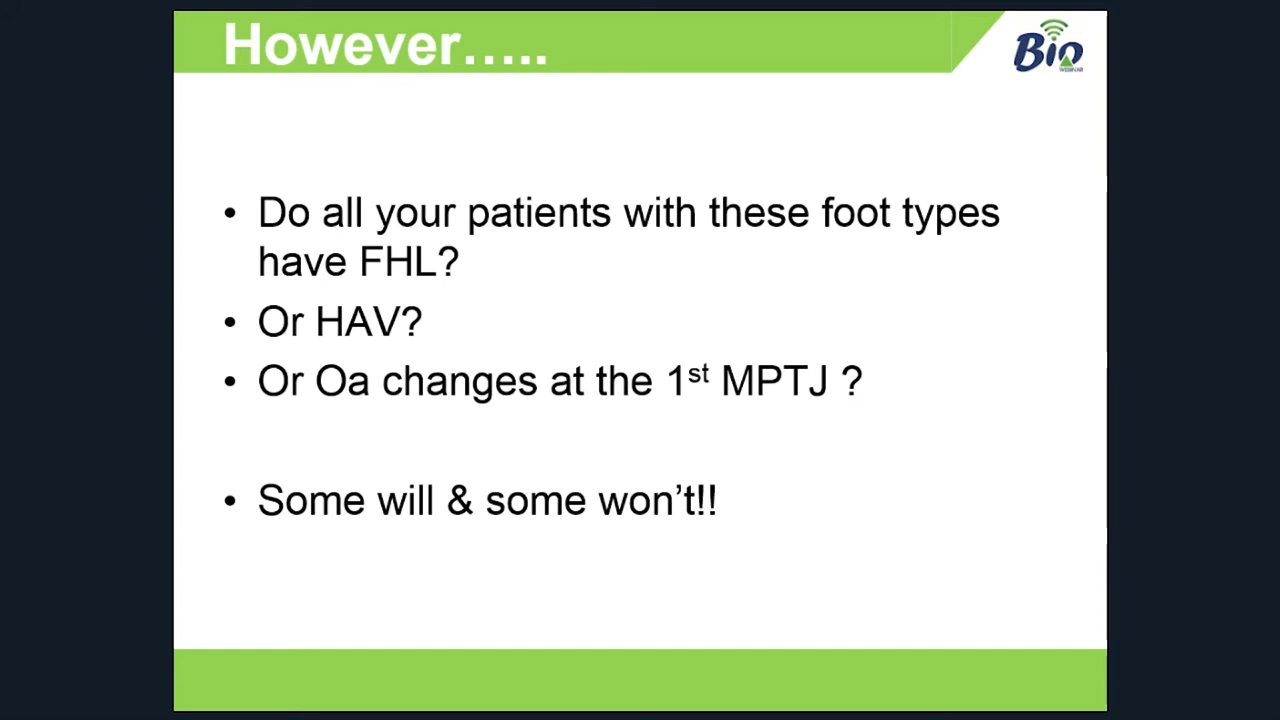 However…..
Bio
WEBINAR
• Do all your patients with these foot types
have FHL?
• Or HAV?
• Or Oa changes at the 1st MPTJ ?
• Some will & some won’t!!